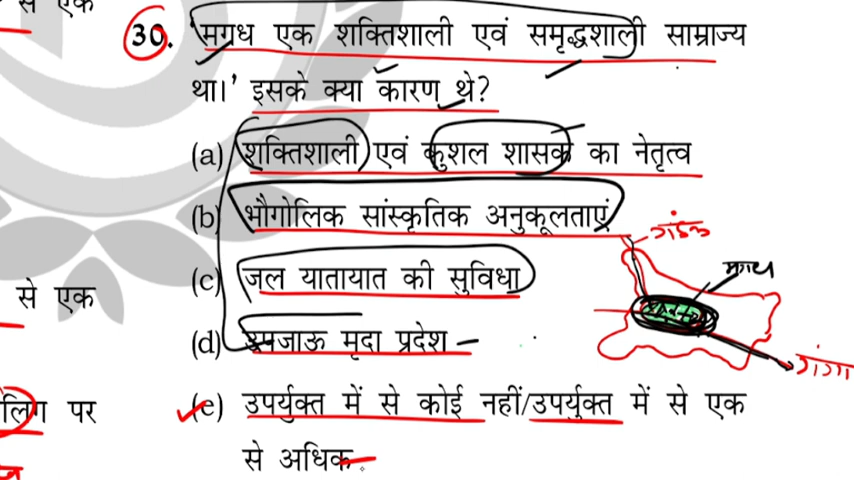 से एक
30. 'मगध एक शक्तिशाली एवं समृद्धशाली साम्राज्य
था।' इसके क्या कारण थे?
(a) शक्तिशाली एवं कुशल शासक का नेतृत्व
(b) भौगोलिक सांस्कृतिक अनुकूलताएं
गंडक
(c) जल यातायात की सुविधा
मगध
से एक
(d) उपजाऊ मृदा प्रदेश
गंगा
लिंग पर
(e) उपर्युक्त में से कोई नहीं/उपर्युक्त में से एक
से अधिक